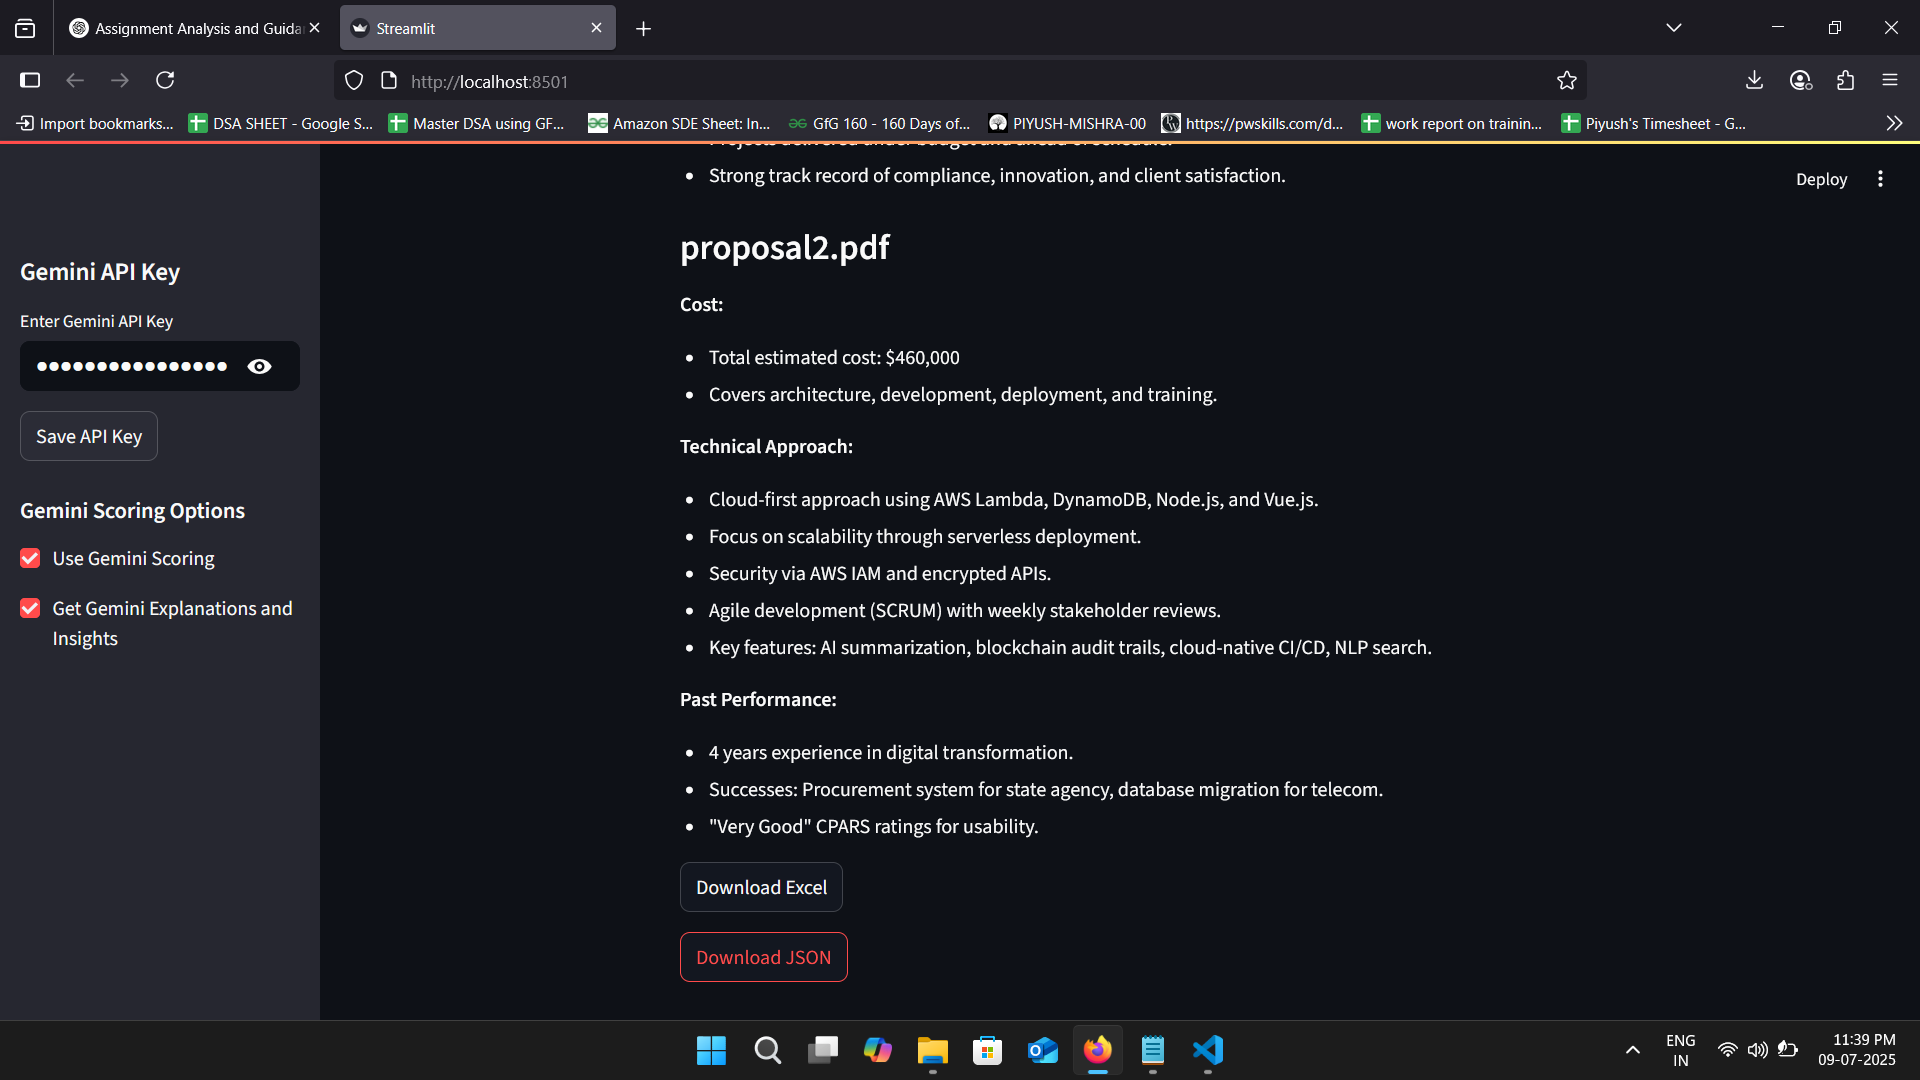 Assignment Analysis and Guida
Streamlit
http://localhost:8501
Import bookmarks...
DSA SHEET - Google S...
Master DSA using GF...
Amazon SDE Sheet: In...
GfG 160 - 160 Days of...
PIYUSH-MISHRA-00
https://pwskills.com/d...
work report on trainin...
Piyush's Timesheet - G...
Deploy
Gemini API Key
Enter Gemini API Key
Save API Key
Gemini Scoring Options
Use Gemini Scoring
Get Gemini Explanations and
Insights
Projects delivered under budget and ahead of schedule.
Strong track record of compliance, innovation, and client satisfaction.
proposal2.pdf
Cost:
Total estimated cost: $460,000
Covers architecture, development, deployment, and training.
Technical Approach:
Cloud-first approach using AWS Lambda, DynamoDB, Node.js, and Vue.js.
Focus on scalability through serverless deployment.
Security via AWS IAM and encrypted APIs.
Agile development (SCRUM) with weekly stakeholder reviews.
Key features: AI summarization, blockchain audit trails, cloud-native CI/CD, NLP search.
Past Performance:
4 years experience in digital transformation.
Successes: Procurement system for state agency, database migration for telecom.
"Very Good" CPARS ratings for usability.
Download Excel
Download JSON
ENG
IN
11:39 PM
09-07-2025